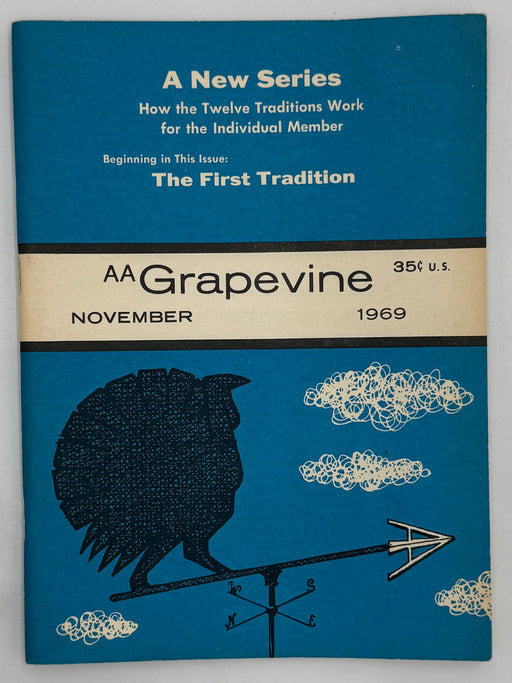 A New Series
How the Twelve Traditions Work
for the Individual Member
Beginning in This Issue:
The First Tradition
AA Grapevine 35¢ U.S.
NOVEMBER 1969
AA
W S
N E